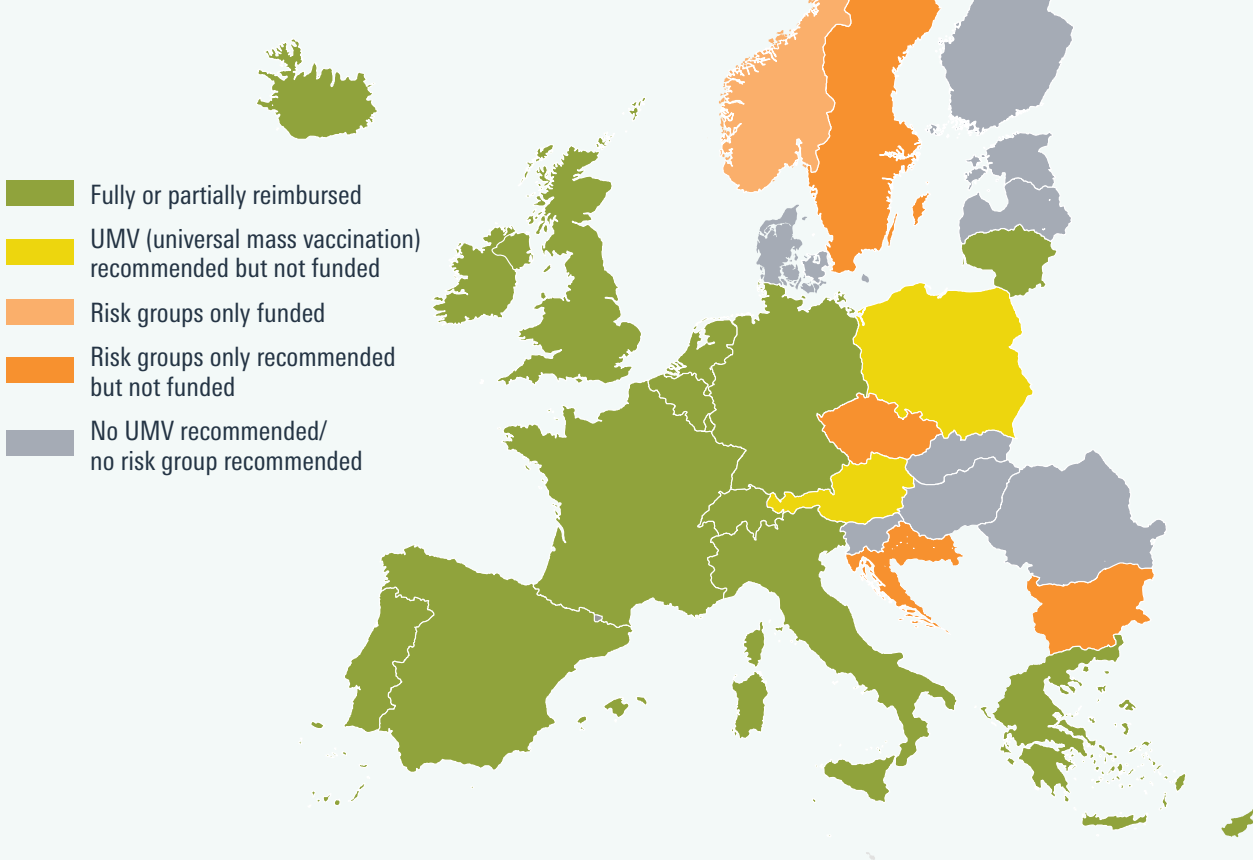 Fully or partially reimbursed
UMV (universal mass vaccination)
recommended but not funded
Risk groups only funded
Risk groups only recommended
but not funded
No UMV recommended/
no risk group recommended